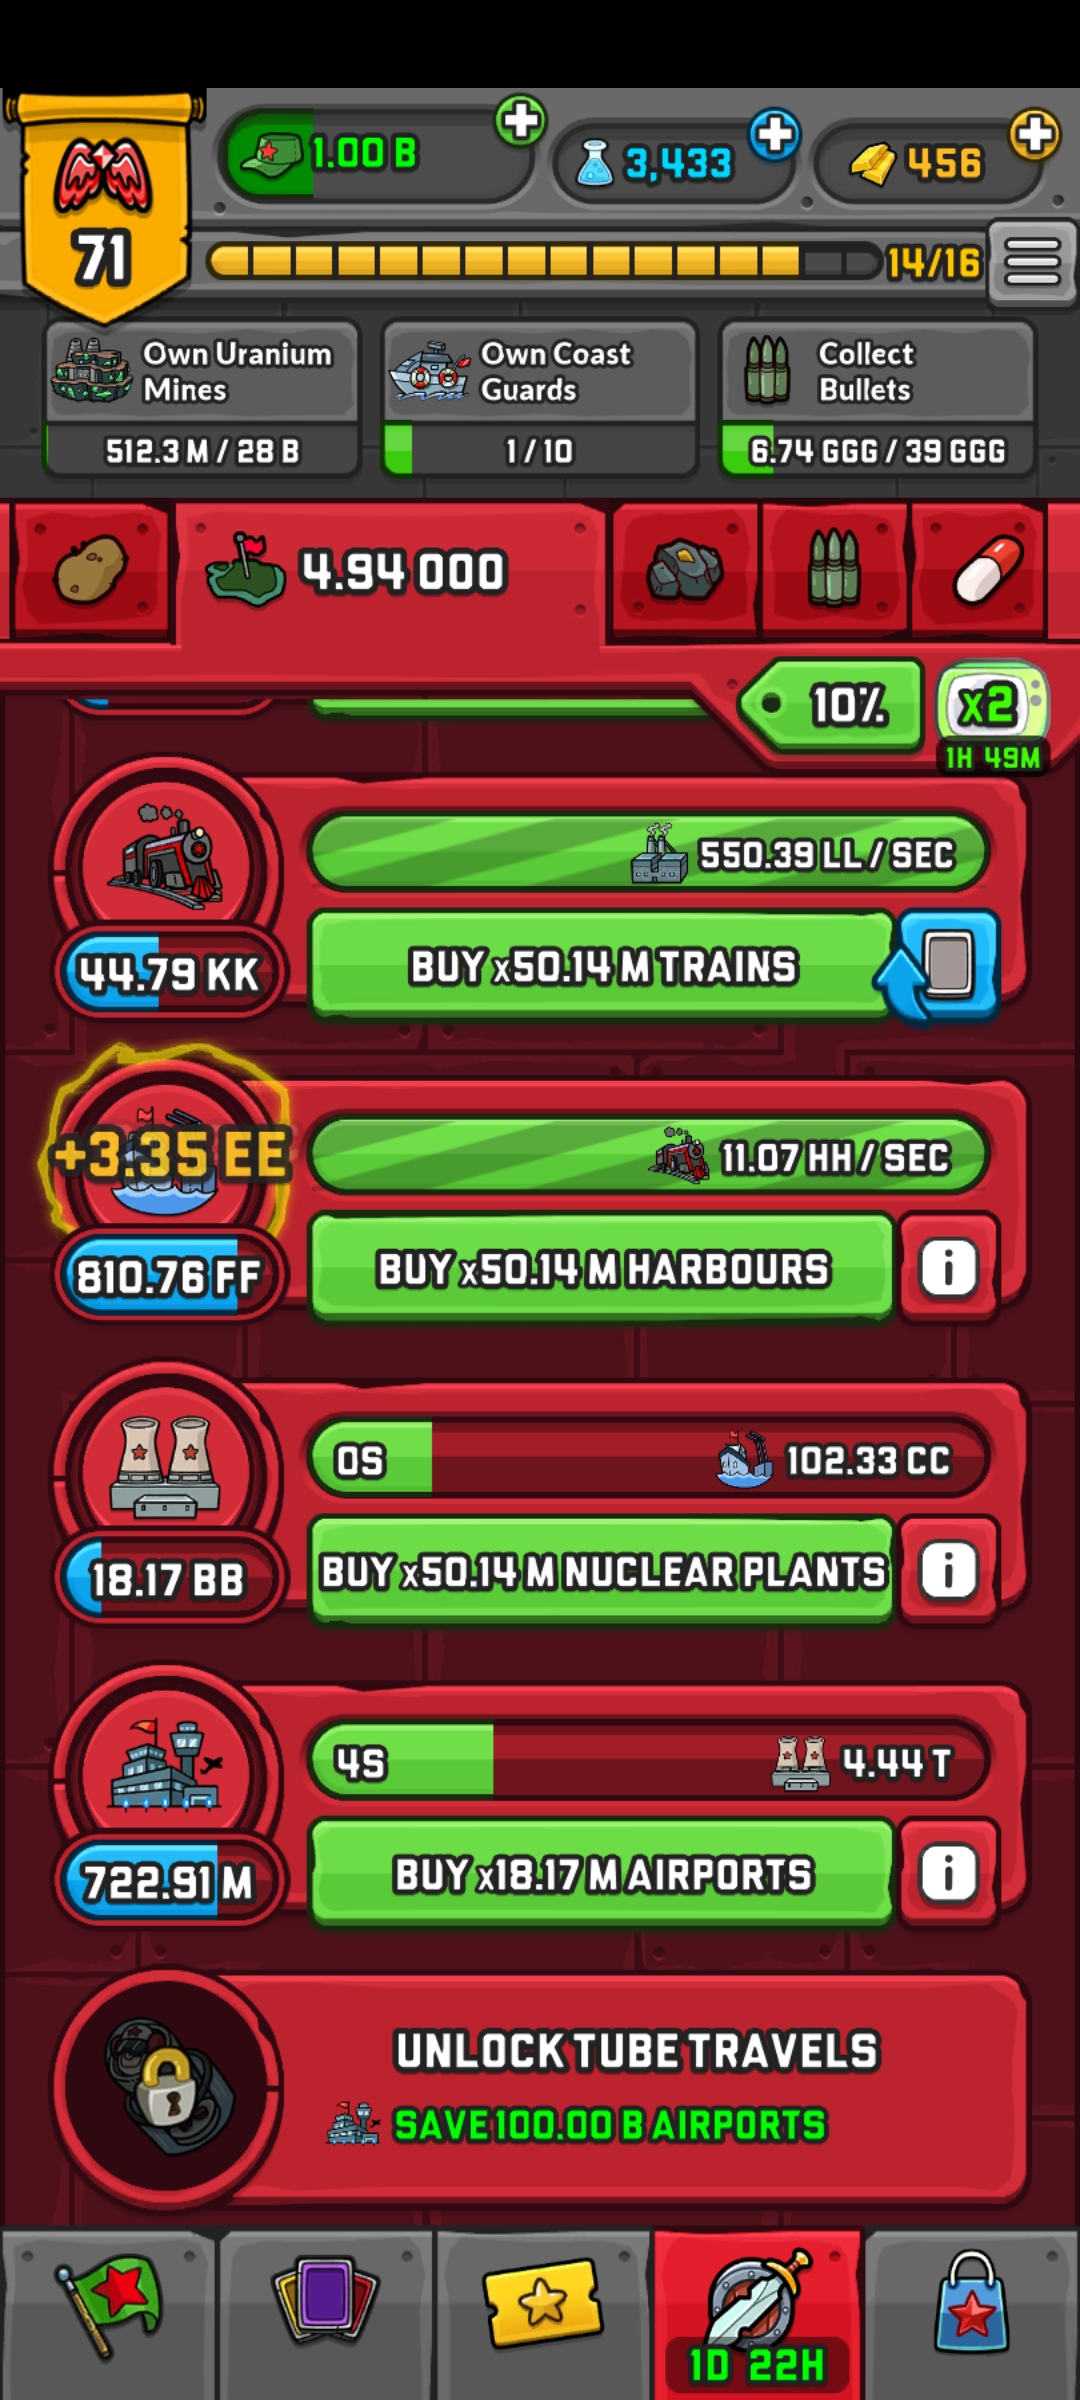 1.00 B
3,433
456
71
14/16
Own Uranium
Mines
512.3 M / 28 B
Own Coast
Guards
1 / 10
Collect
Bullets
6.74 GGG / 39 GGG
4.94 000
10%
x2
1H 49M
550.39 LL / SEC
44.79 KK
BUY x50.14 M TRAINS
+3.35 EE
11.07 HH / SEC
810.76 FF
BUY x50.14 M HARBOURS
i
0S
102.33 CC
18.17 BB
BUY x50.14 M NUCLEAR PLANTS
i
4S
4.44 T
722.91 M
BUY x18.17 M AIRPORTS
i
UNLOCK TUBE TRAVELS
SAVE 100.00 B AIRPORTS
1D 22H